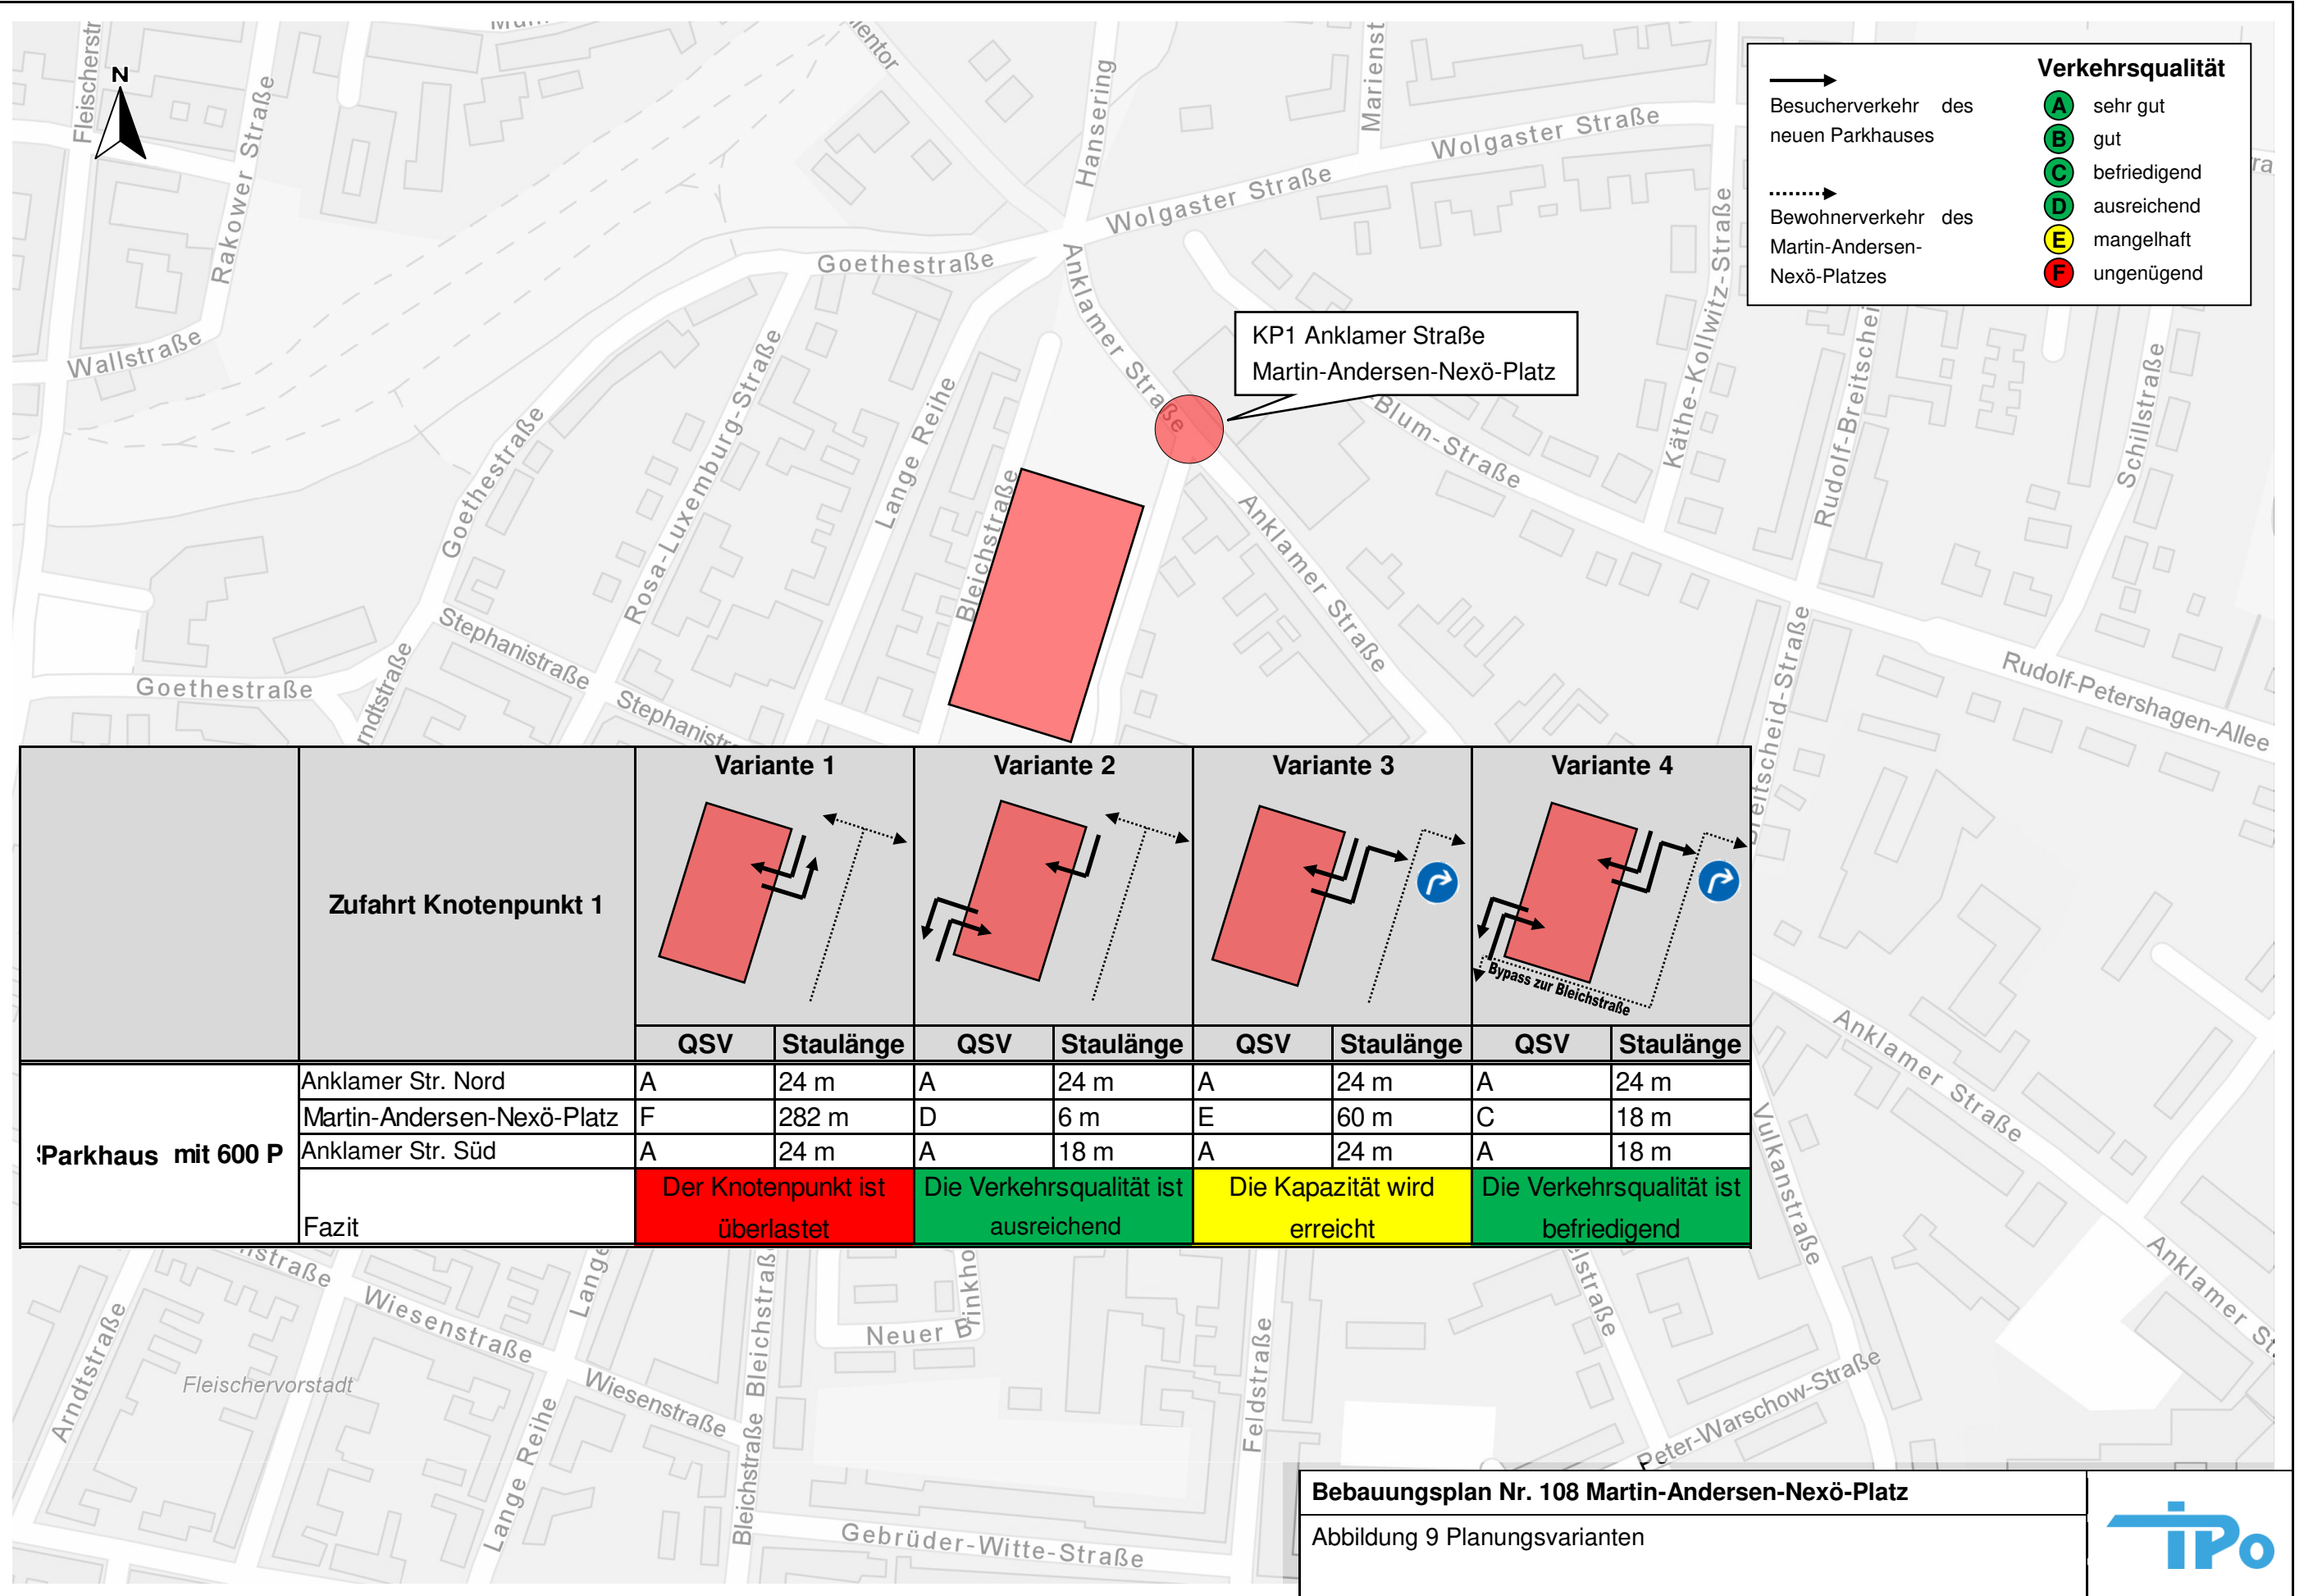 N
Fleischerstr
Rakower Straße
Wallstraße
Hansering
Marienst
Wolgaster Straße
Wolgaster Straße
Goethestraße
Anklamer Straße
Käthe-Kollwitz-Straße
Rudolf-Breitschei
Schillstraße
Besucherverkehr des
neuen Parkhauses
Bewohnerverkehr des
Martin-Andersen-
Nexö-Platzes
Verkehrsqualität
A sehr gut
B gut
C befriedigend
D ausreichend
E mangelhaft
F ungenügend
KP1 Anklamer Straße
Martin-Andersen-Nexö-Platz
-Blum-Straße
Goethestraße
Rosa-Luxemburg-Straße
Lange Reihe
Bleichstraße
Anklamer Straße
Stephanistraße
Stephanistr
Goethestraße
rndtstraße
Rudolf-Petershagen-Allee
Breitscheid-Straße
Variante 1 Variante 2 Variante 3 Variante 4
Zufahrt Knotenpunkt 1
Bypass zur Bleichstraße
QSV Staulänge QSV Staulänge QSV Staulänge QSV Staulänge
Anklamer Str. Nord A 24 m A 24 m A 24 m A 24 m
Martin-Andersen-Nexö-Platz F 282 m D 6 m E 60 m C 18 m
Parkhaus mit 600 P
Anklamer Str. Süd A 24 m A 18 m A 24 m A 18 m
Fazit
Der Knotenpunkt ist
überlastet
Die Verkehrsqualität ist
ausreichend
Die Kapazität wird
erreicht
Die Verkehrsqualität ist
befriedigend
Anklamer Straße
Vulkanstraße
Anklamer St.
Arndtstraße
Fleischervorstadt
Wiesenstraße
Wiesenstraße
Lange
Lange Reihe
Bleichstraße
Bleichstraße
Neuer Brinkho
Feldstraße
elstraße
Peter-Warschow-Straße
Gebrüder-Witte-Straße
Bebauungsplan Nr. 108 Martin-Andersen-Nexö-Platz
Abbildung 9 Planungsvarianten
iPo